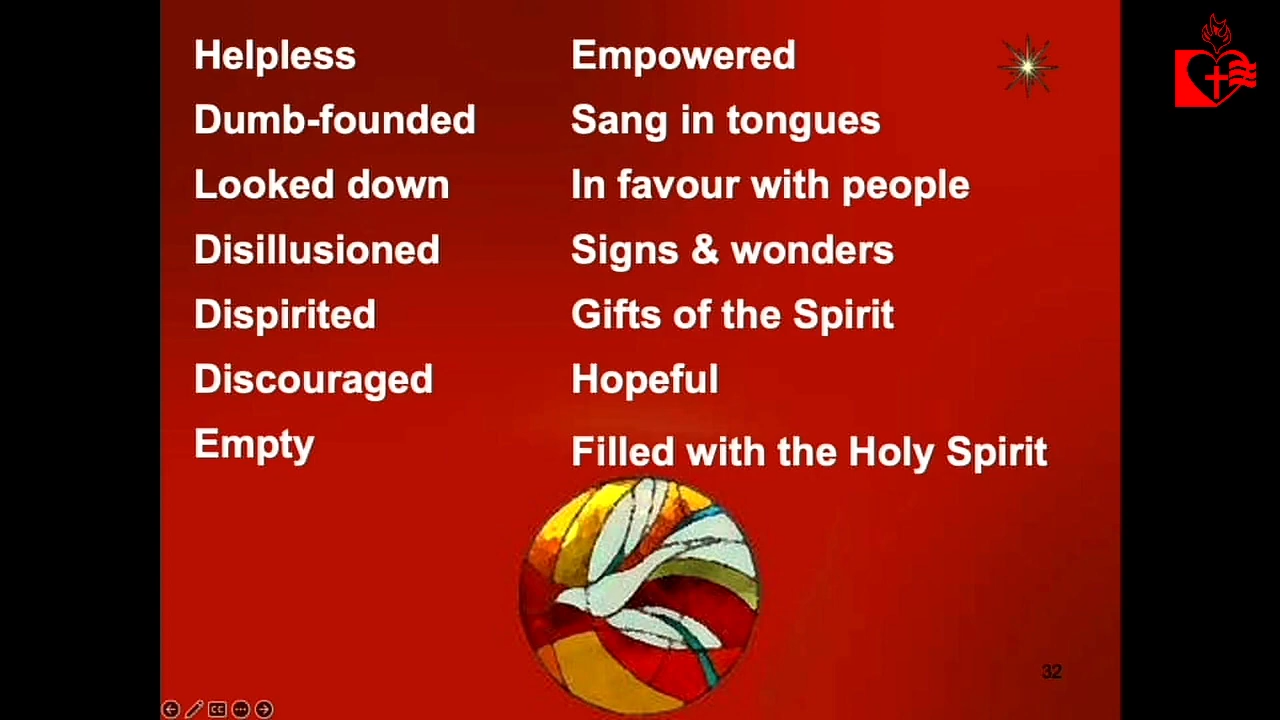 Helpless
Empowered
Dumb-founded
Sang in tongues
Looked down
In favour with people
Disillusioned
Signs & wonders
Dispirited
Gifts of the Spirit
Discouraged
Hopeful
Empty
Filled with the Holy Spirit
32
CC